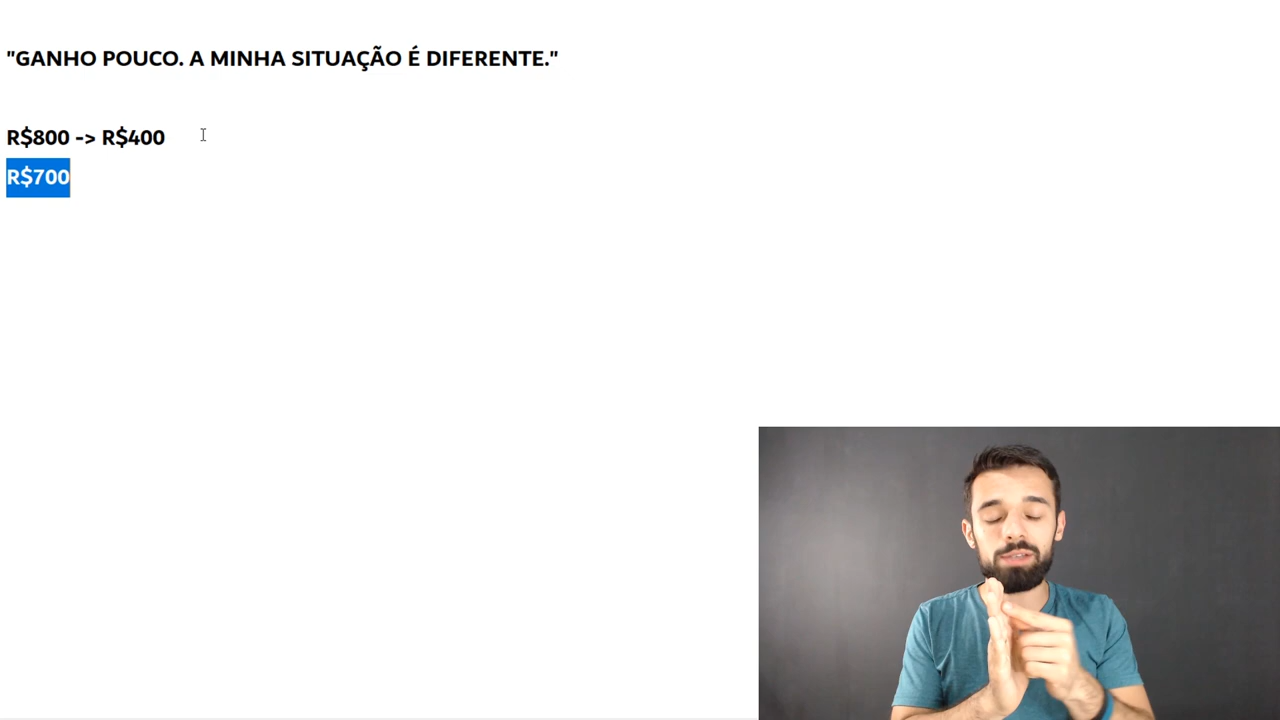 "GANHO POUCO. A MINHA SITUAÇÃO É DIFERENTE."
R$800 -> R$400
R$700